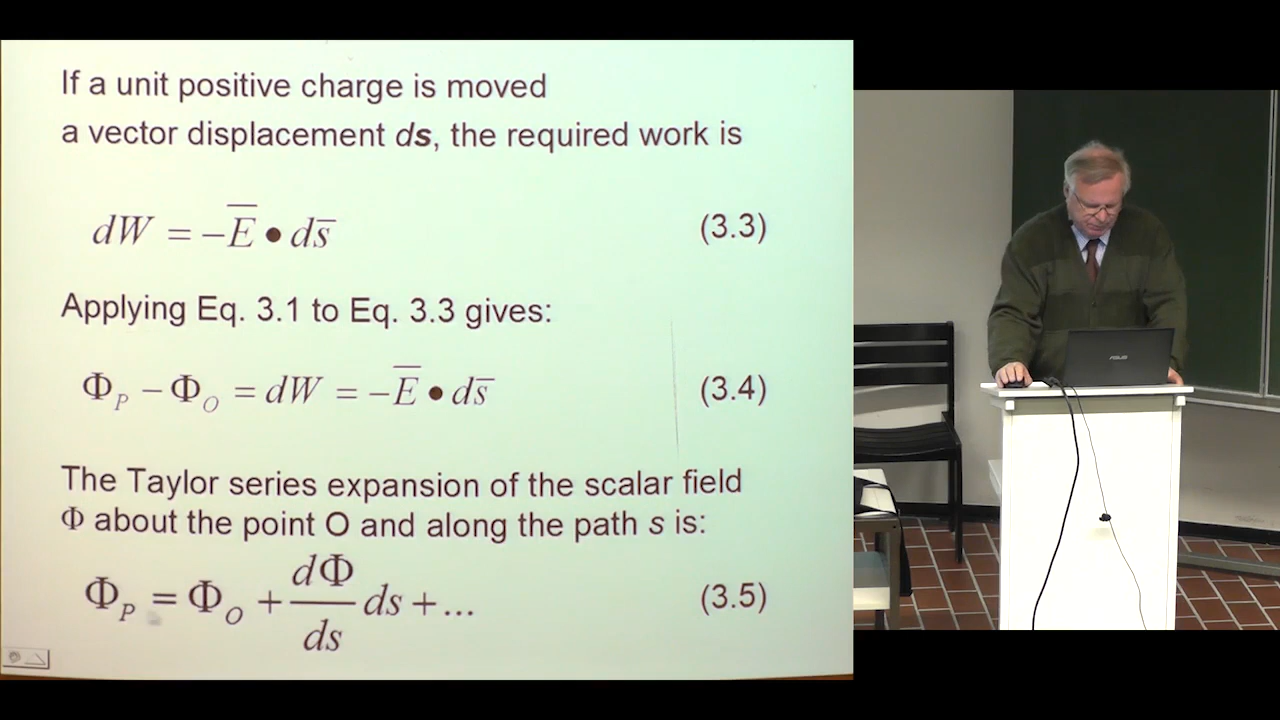 If a unit positive charge is moved
a vector displacement ds, the required work is
dW = −E̅ • ds̅ (3.3)
Applying Eq. 3.1 to Eq. 3.3 gives:
Φ_P − Φ_O = dW = −E̅ • ds̅ (3.4)
The Taylor series expansion of the scalar field
Φ about the point O and along the path s is:
Φ_P = Φ_O + dΦ/ds ds + ... (3.5)
ASUS